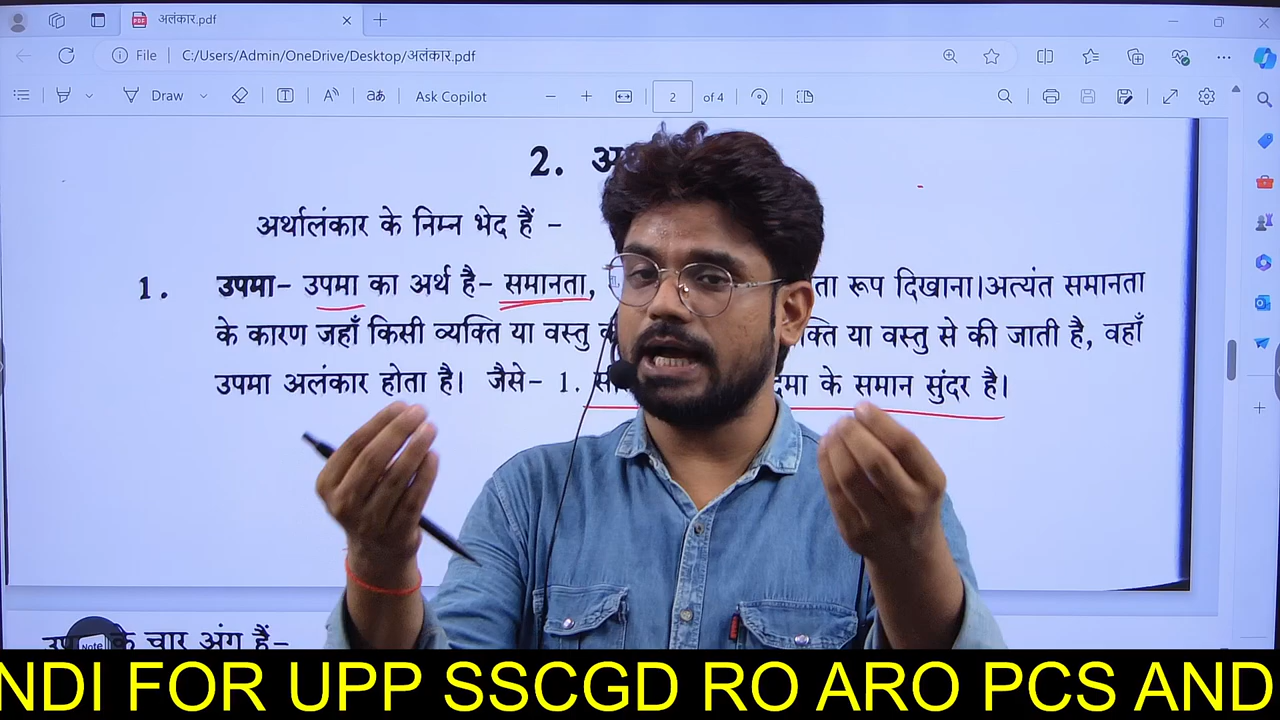 अलंकार.pdf
File C:/Users/Admin/OneDrive/Desktop/अलंकार.pdf
Draw Ask Copilot 2 of 4
2.
अर्थालंकार के निम्न भेद हैं -
1. उपमा- उपमा का अर्थ है- समानता, रूप दिखाना।अत्यंत समानता
के कारण जहाँ किसी व्यक्ति या वस्तु या वस्तु से की जाती है, वहाँ
उपमा अलंकार होता है। जैसे- 1. के समान सुंदर है।
Note के चार अंग हैं-
NDI FOR UPP SSCGD RO ARO PCS AND